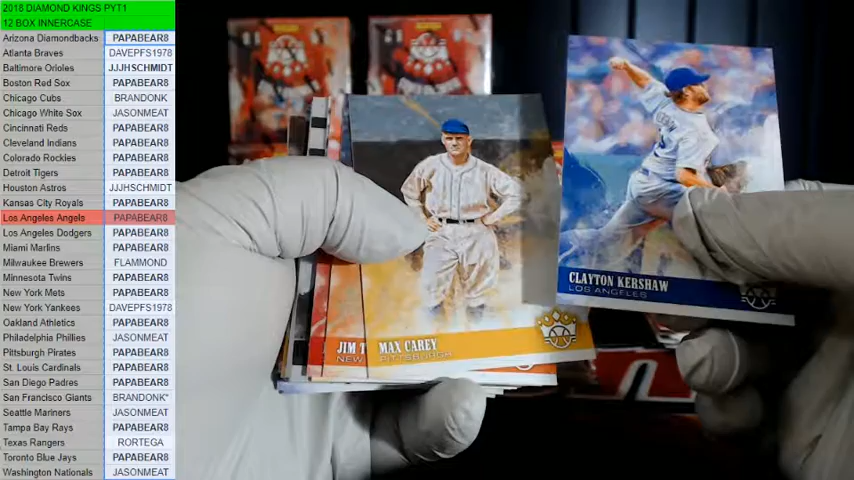 2018 DIAMOND KINGS PYT1
12 BOX INNERCASE
Arizona Diamondbacks PAPABEAR8
Atlanta Braves DAVEPFS1978
Baltimore Orioles JJJHSCHMIDT
Boston Red Sox PAPABEAR8
Chicago Cubs BRANDONK
Chicago White Sox JASONMEAT
Cincinnati Reds PAPABEAR8
Cleveland Indians PAPABEAR8
Colorado Rockies PAPABEAR8
Detroit Tigers PAPABEAR8
Houston Astros JJJHSCHMIDT
Kansas City Royals PAPABEAR8
Los Angeles Angels PAPABEAR8
Los Angeles Dodgers PAPABEAR8
Miami Marlins PAPABEAR8
Milwaukee Brewers FLAMMOND
Minnesota Twins PAPABEAR8
New York Mets PAPABEAR8
New York Yankees DAVEPFS1978
Oakland Athletics PAPABEAR8
Philadelphia Phillies JASONMEAT
Pittsburgh Pirates PAPABEAR8
St. Louis Cardinals PAPABEAR8
San Diego Padres PAPABEAR8
San Francisco Giants BRANDONK*
Seattle Mariners JASONMEAT
Tampa Bay Rays PAPABEAR8
Texas Rangers RORTEGA
Toronto Blue Jays PAPABEAR8
Washington Nationals JASONMEAT
JIM T
NEW
MAX CAREY
PITTSBURGH
CLAYTON KERSHAW
LOS ANGELES